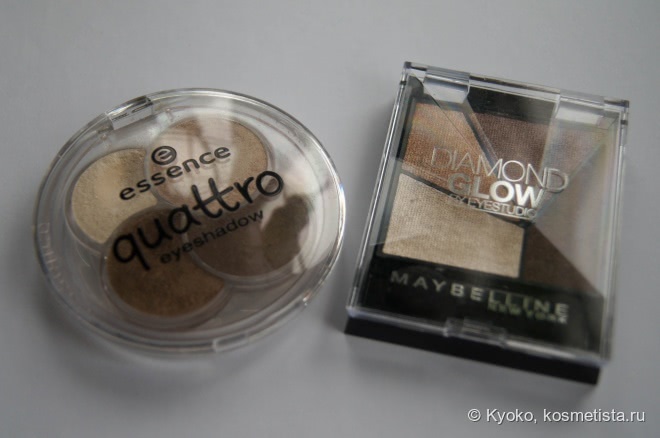 essence
quattro
eyeshadow
DIAMOND
GLOW
BY EYESTUDIO
MAYBELLINE
NEW YORK
© Kyoko, kosmetista.ru